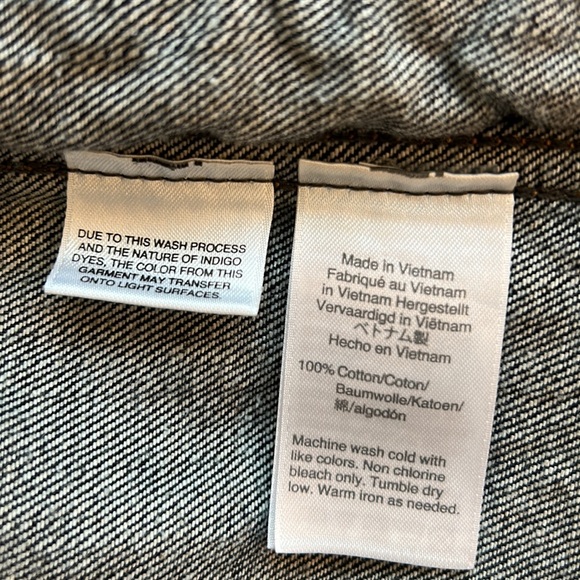 DUE TO THIS WASH PROCESS
AND THE NATURE OF INDIGO
DYES, THE COLOR FROM THIS
GARMENT MAY TRANSFER
ONTO LIGHT SURFACES.
Made in Vietnam
Fabriqué au Vietnam
in Vietnam Hergestellt
Vervaardigd in Viëtnam
ベトナム製
Hecho en Vietnam
100% Cotton/Coton/
Baumwolle/Katoen/
綿/algodón
Machine wash cold with
like colors. Non chlorine
bleach only. Tumble dry
low. Warm iron as needed.